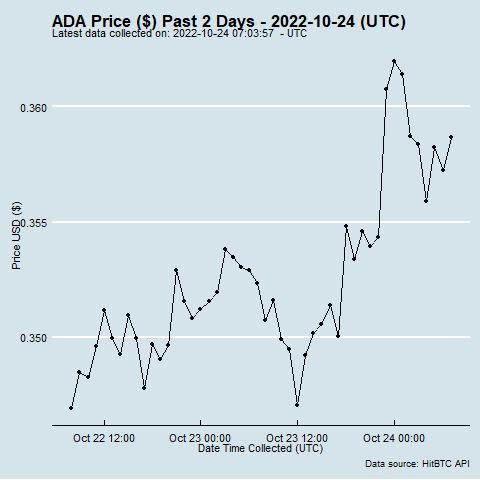 ADA Price ($) Past 2 Days - 2022-10-24 (UTC)
Latest data collected on: 2022-10-24 07:03:57 - UTC
0.360
0.355
0.350
Price USD ($)
Oct 22 12:00 Oct 23 00:00 Oct 23 12:00 Oct 24 00:00
Date Time Collected (UTC)
Data source: HitBTC API